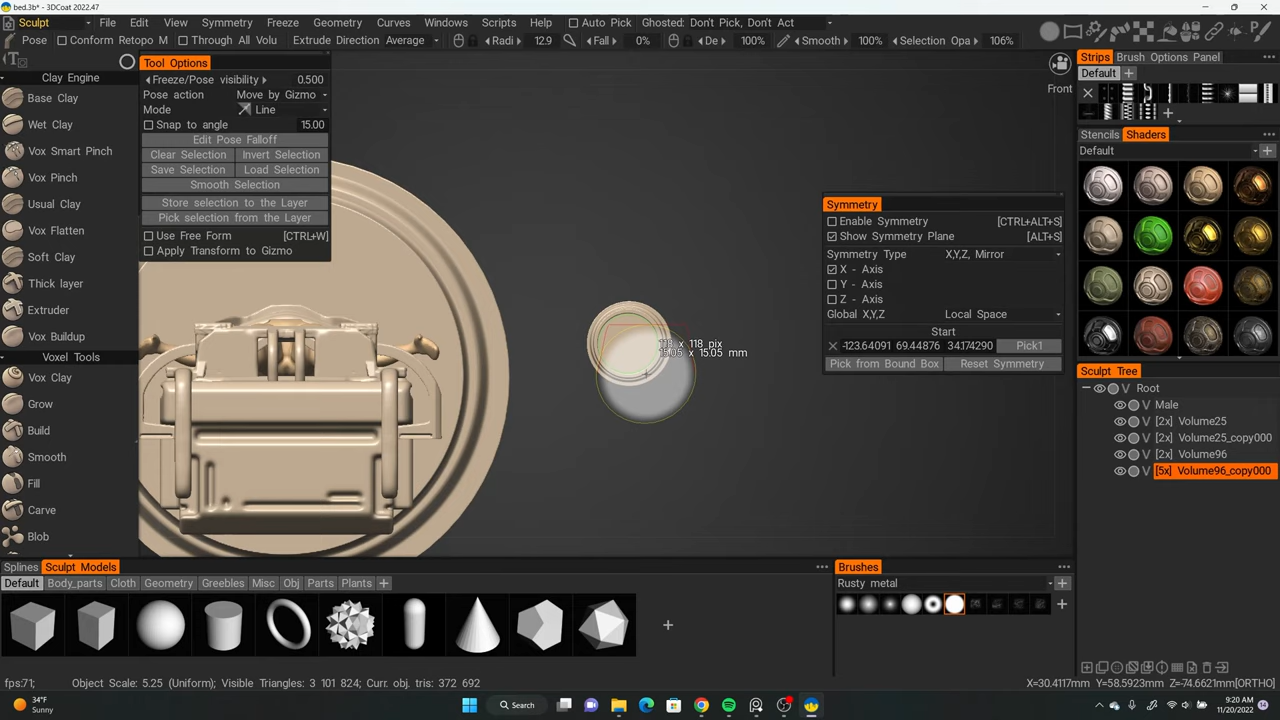 bed.3b* - 3DCoat 2022.47
Sculpt File Edit View Symmetry Freeze Geometry Curves Windows Scripts Help Auto Pick Ghosted: Don't Pick, Don't Act
Pose Conform Retopo M Through All Volu Extrude Direction Average Radi 12.9 Fall 0% De 100% Smooth 100% Selection Opa 106%
Clay Engine
Base Clay
Wet Clay
Vox Smart Pinch
Vox Pinch
Usual Clay
Vox Flatten
Soft Clay
Thick layer
Extruder
Vox Buildup
Voxel Tools
Vox Clay
Grow
Build
Smooth
Fill
Carve
Blob
Tool Options
Freeze/Pose visibility 0.500
Pose action Move by Gizmo
Mode Line
Snap to angle 15.00
Edit Pose Falloff
Clear Selection Invert Selection
Save Selection Load Selection
Smooth Selection
Store selection to the Layer
Pick selection from the Layer
Use Free Form [CTRL+W]
Apply Transform to Gizmo
118 x 118 pix
15.05 x 15.05 mm
Front
Symmetry
Enable Symmetry [CTRL+ALT+S]
Show Symmetry Plane [ALT+S]
Symmetry Type X,Y,Z, Mirror
X - Axis
Y - Axis
Z - Axis
Global X,Y,Z Local Space
Start
-123.64091 69.44876 34.174290 Pick1
Pick from Bound Box Reset Symmetry
Strips Brush Options Panel
Default
Stencils Shaders
Default
Sculpt Tree
Root
V Male
V [2x] Volume25
V [2x] Volume25_copy000
V [2x] Volume96
V [5x] Volume96_copy000
Splines Sculpt Models
Default Body_parts Cloth Geometry Greebles Misc Obj Parts Plants
Brushes
Rusty metal
fps:71; Object Scale: 5.25 (Uniform); Visible Triangles: 3 101 824; Curr. obj. tris: 372 692
X=30.4117mm Y=58.5923mm Z=-74.6621mm[ORTHO]
34°F
Sunny
Search
9:20 AM
11/20/2022